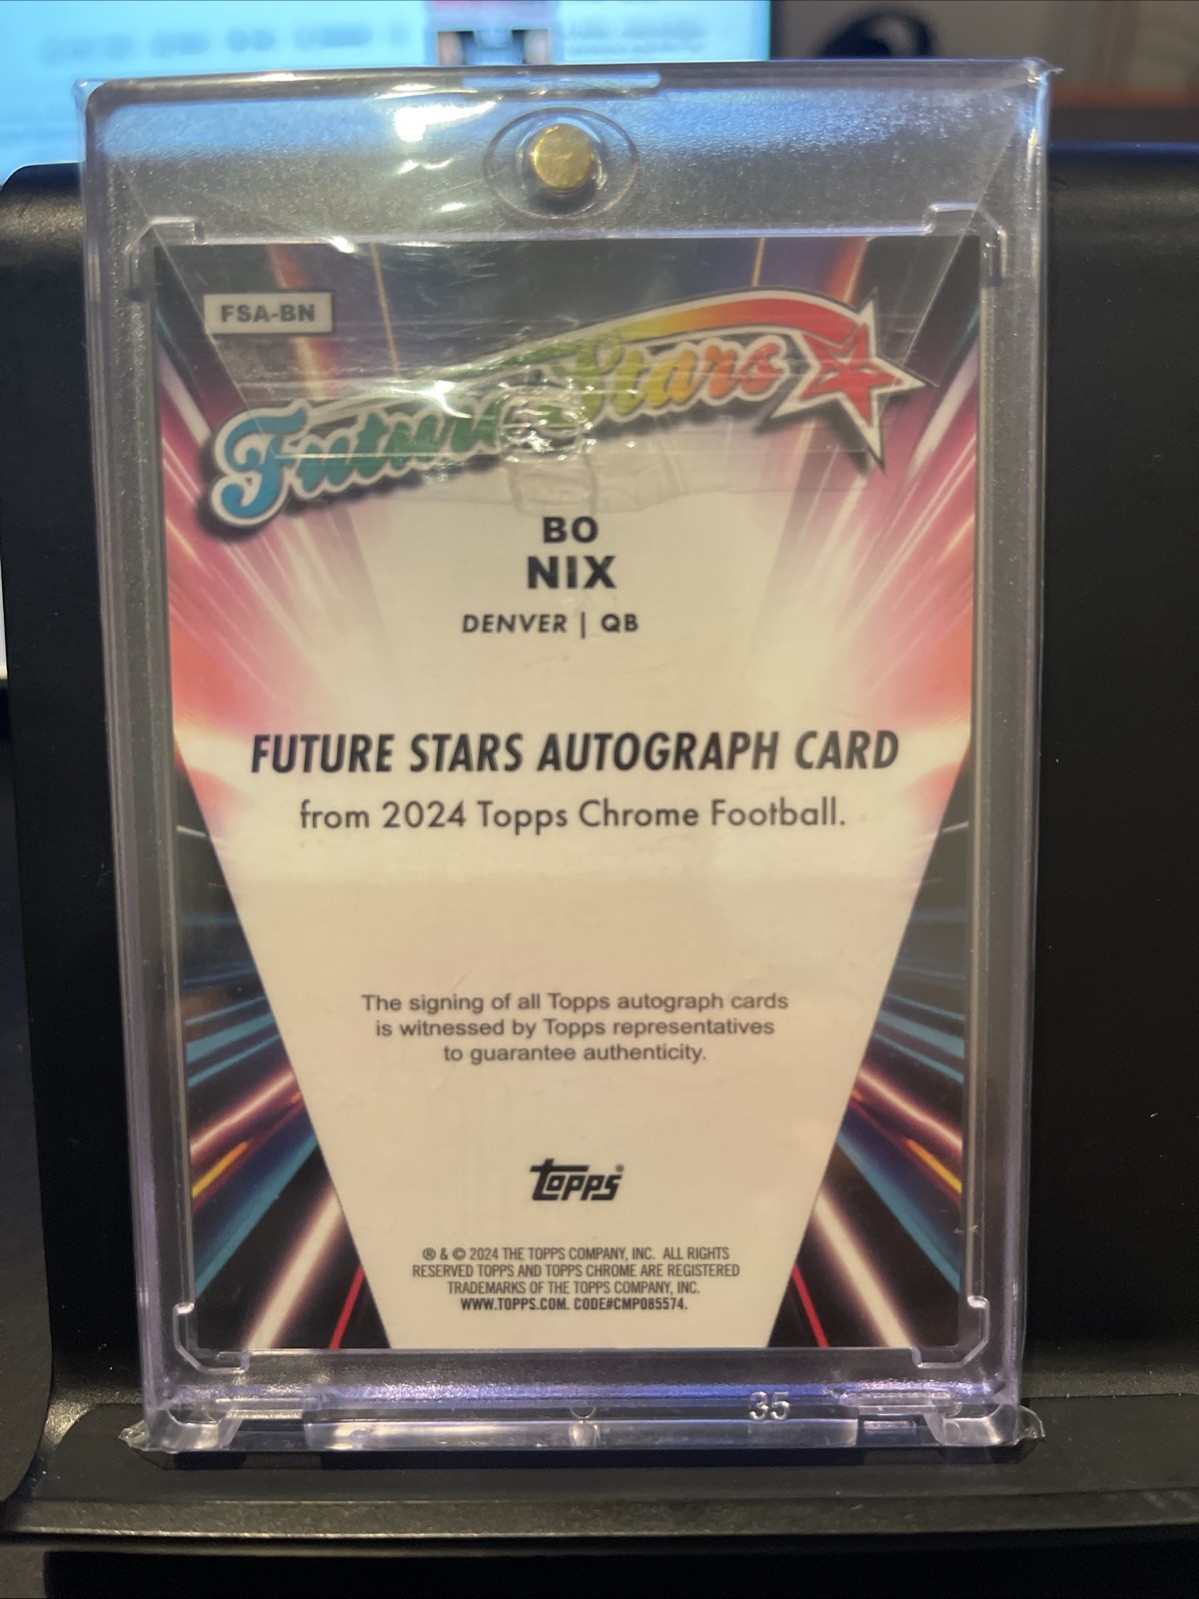 FSA-BN
Future Stars
BO
NIX
DENVER | QB
FUTURE STARS AUTOGRAPH CARD
from 2024 Topps Chrome Football.
The signing of all Topps autograph cards
is witnessed by Topps representatives
to guarantee authenticity.
topps®
® & © 2024 THE TOPPS COMPANY, INC. ALL RIGHTS
RESERVED TOPPS AND TOPPS CHROME ARE REGISTERED
TRADEMARKS OF THE TOPPS COMPANY, INC.
WWW.TOPPS.COM. CODE#CMP085574.
35